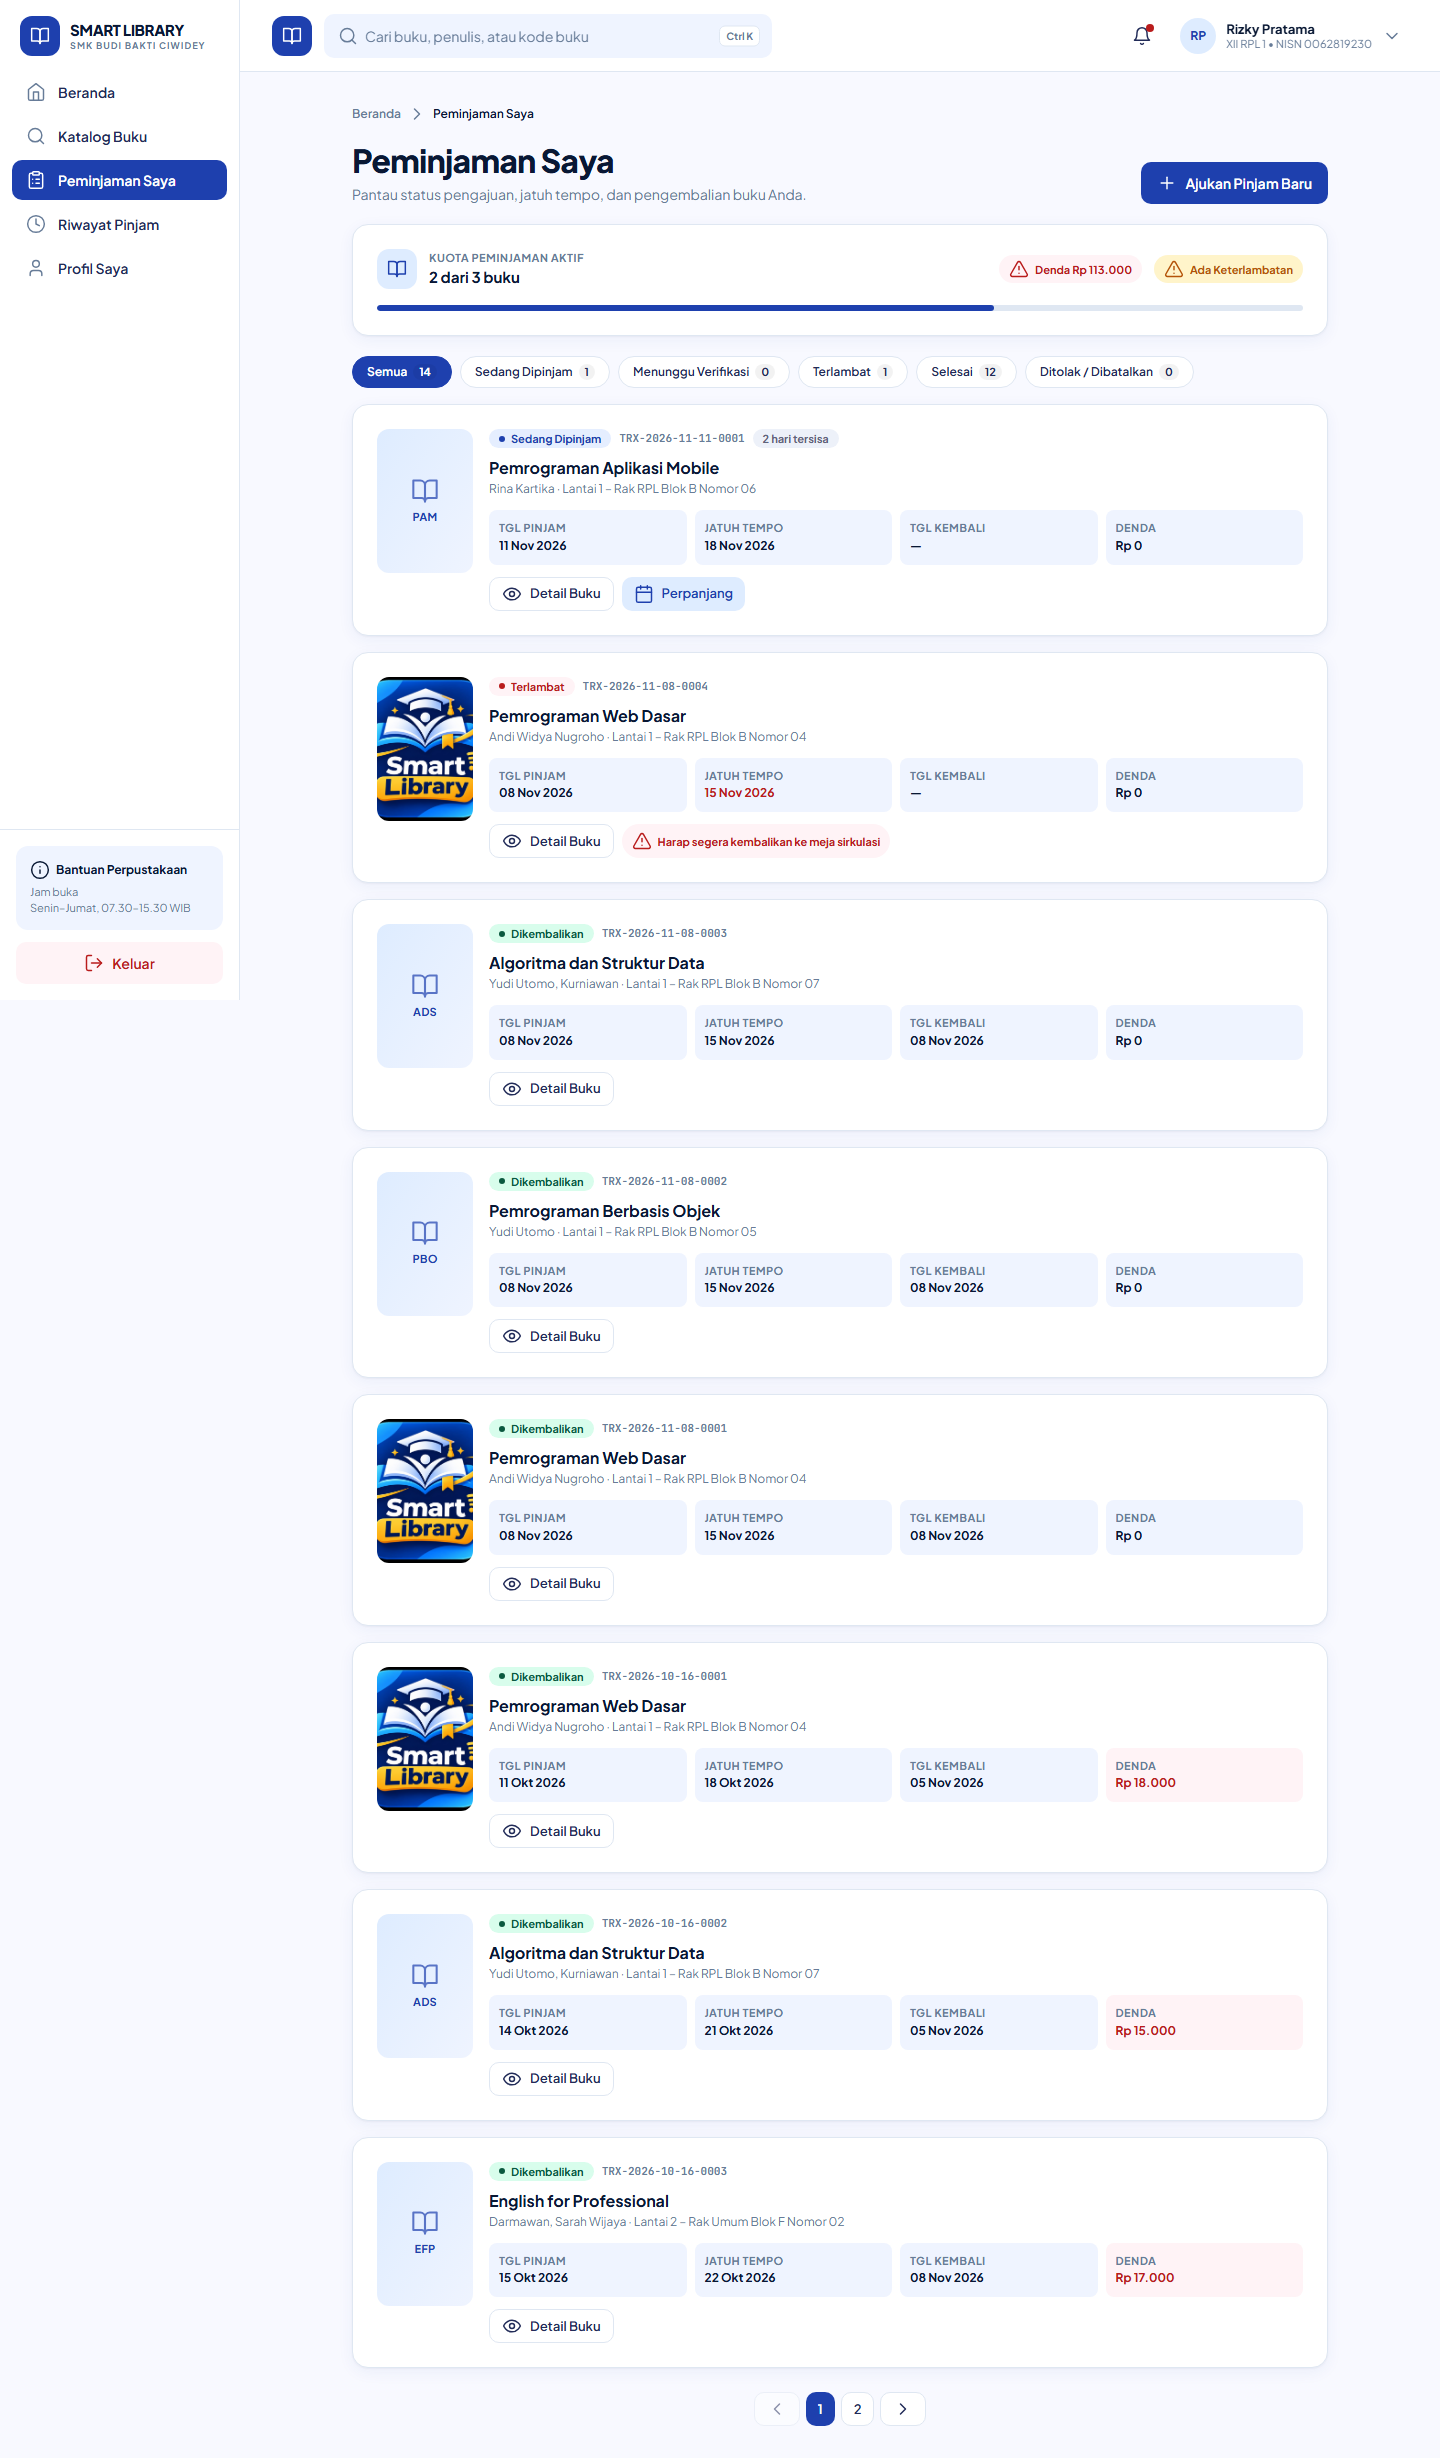 SMART LIBRARY
SMK BUDI BAKTI CIWIDEY
Beranda
Katalog Buku
Peminjaman Saya
Riwayat Pinjam
Profil Saya
Bantuan Perpustakaan
Jam buka
Senin–Jumat, 07.30–15.30 WIB
Keluar
Cari buku, penulis, atau kode buku
Ctrl K
RP
Rizky Pratama
XII RPL 1 • NISN 0062819230
Beranda > Peminjaman Saya
Peminjaman Saya
Pantau status pengajuan, jatuh tempo, dan pengembalian buku Anda.
Ajukan Pinjam Baru
KUOTA PEMINJAMAN AKTIF
2 dari 3 buku
Denda Rp 113.000
Ada Keterlambatan
Semua 14
Sedang Dipinjam 1
Menunggu Verifikasi 0
Terlambat 1
Selesai 12
Ditolak / Dibatalkan 0
PAM
Sedang Dipinjam TRX-2026-11-11-0001 2 hari tersisa
Pemrograman Aplikasi Mobile
Rina Kartika · Lantai 1 – Rak RPL Blok B Nomor 06
TGL PINJAM JATUH TEMPO TGL KEMBALI DENDA
11 Nov 2026 18 Nov 2026 — Rp 0
Detail Buku Perpanjang
Smart
Library
Terlambat TRX-2026-11-08-0004
Pemrograman Web Dasar
Andi Widya Nugroho · Lantai 1 – Rak RPL Blok B Nomor 04
TGL PINJAM JATUH TEMPO TGL KEMBALI DENDA
08 Nov 2026 15 Nov 2026 — Rp 0
Detail Buku Harap segera kembalikan ke meja sirkulasi
ADS
Dikembalikan TRX-2026-11-08-0003
Algoritma dan Struktur Data
Yudi Utomo, Kurniawan · Lantai 1 – Rak RPL Blok B Nomor 07
TGL PINJAM JATUH TEMPO TGL KEMBALI DENDA
08 Nov 2026 15 Nov 2026 08 Nov 2026 Rp 0
Detail Buku
PBO
Dikembalikan TRX-2026-11-08-0002
Pemrograman Berbasis Objek
Yudi Utomo · Lantai 1 – Rak RPL Blok B Nomor 05
TGL PINJAM JATUH TEMPO TGL KEMBALI DENDA
08 Nov 2026 15 Nov 2026 08 Nov 2026 Rp 0
Detail Buku
Smart
Library
Dikembalikan TRX-2026-11-08-0001
Pemrograman Web Dasar
Andi Widya Nugroho · Lantai 1 – Rak RPL Blok B Nomor 04
TGL PINJAM JATUH TEMPO TGL KEMBALI DENDA
08 Nov 2026 15 Nov 2026 08 Nov 2026 Rp 0
Detail Buku
Smart
Library
Dikembalikan TRX-2026-10-16-0001
Pemrograman Web Dasar
Andi Widya Nugroho · Lantai 1 – Rak RPL Blok B Nomor 04
TGL PINJAM JATUH TEMPO TGL KEMBALI DENDA
11 Okt 2026 18 Okt 2026 05 Nov 2026 Rp 18.000
Detail Buku
ADS
Dikembalikan TRX-2026-10-16-0002
Algoritma dan Struktur Data
Yudi Utomo, Kurniawan · Lantai 1 – Rak RPL Blok B Nomor 07
TGL PINJAM JATUH TEMPO TGL KEMBALI DENDA
14 Okt 2026 21 Okt 2026 05 Nov 2026 Rp 15.000
Detail Buku
EFP
Dikembalikan TRX-2026-10-16-0003
English for Professional
Darmawan, Sarah Wijaya · Lantai 2 – Rak Umum Blok F Nomor 02
TGL PINJAM JATUH TEMPO TGL KEMBALI DENDA
15 Okt 2026 22 Okt 2026 08 Nov 2026 Rp 17.000
Detail Buku
1 2